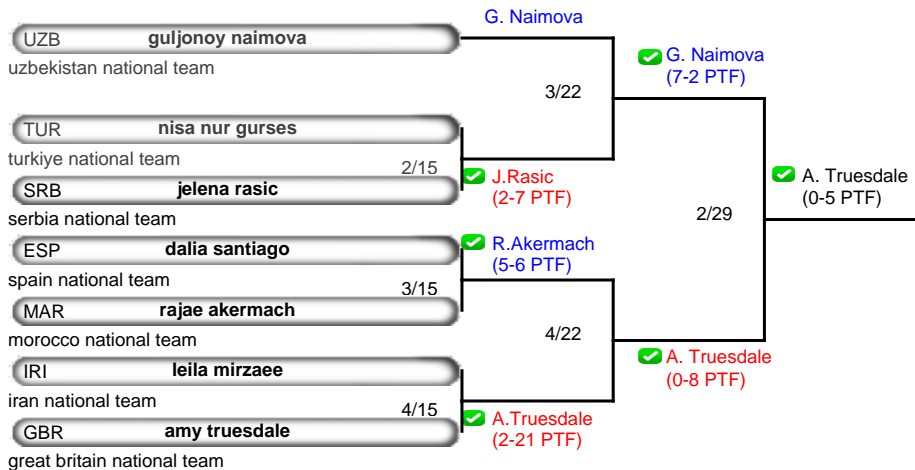 G. Naimova
UZB guljonoy naimova
uzbekistan national team
G. Naimova
(7-2 PTF)
3/22
TUR nisa nur gurses
turkiye national team
2/15
SRB jelena rasic
serbia national team
J.Rasic
(2-7 PTF)
A. Truesdale
(0-5 PTF)
2/29
ESP dalia santiago
spain national team
R.Akermach
(5-6 PTF)
3/15
MAR rajae akermach
morocco national team
4/22
A. Truesdale
(0-8 PTF)
IRI leila mirzaee
iran national team
4/15
GBR amy truesdale
great britain national team
A.Truesdale
(2-21 PTF)